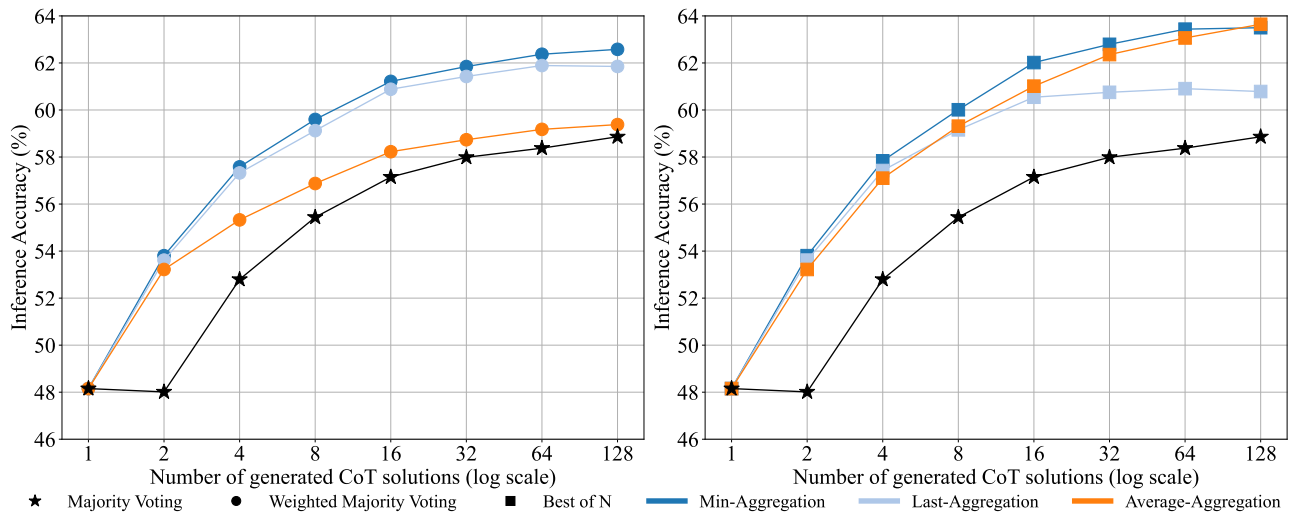 Inference Accuracy (%)
64
62
60
58
56
54
52
50
48
46
1 2 4 8 16 32 64 128
Number of generated CoT solutions (log scale)
Inference Accuracy (%)
64
62
60
58
56
54
52
50
48
46
1 2 4 8 16 32 64 128
Number of generated CoT solutions (log scale)
Majority Voting Weighted Majority Voting Best of N Min-Aggregation Last-Aggregation Average-Aggregation